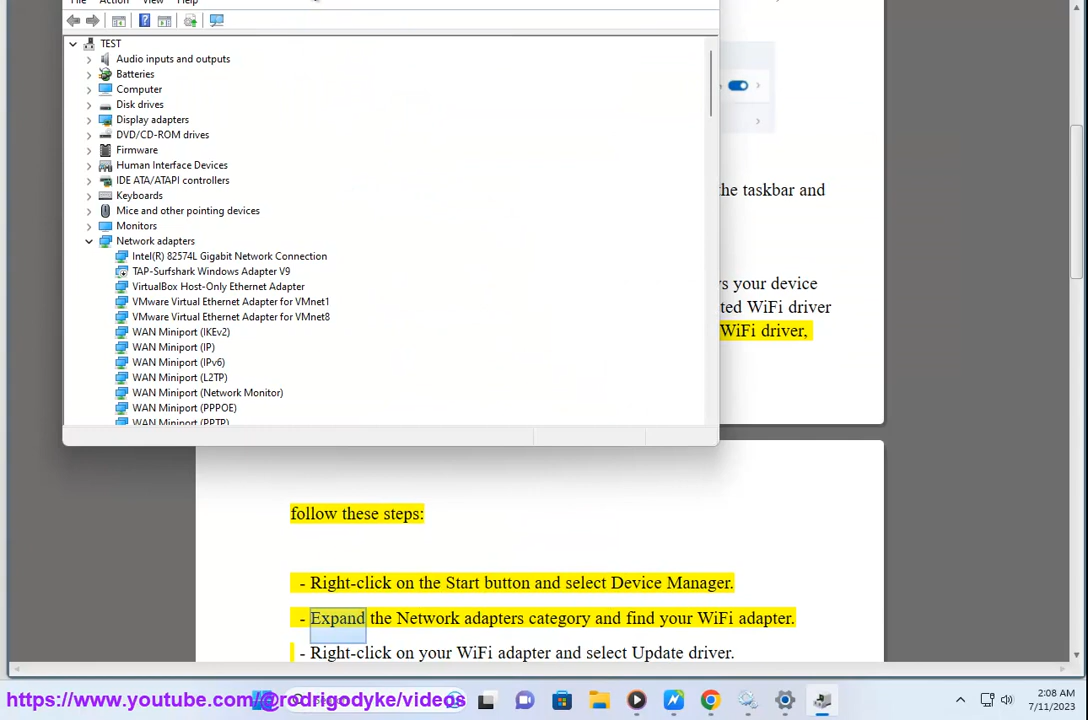 File Action View Help
TEST
Audio inputs and outputs
Batteries
Computer
Disk drives
Display adapters
DVD/CD-ROM drives
Firmware
Human Interface Devices
IDE ATA/ATAPI controllers
Keyboards
Mice and other pointing devices
Monitors
Network adapters
Intel(R) 82574L Gigabit Network Connection
TAP-Surfshark Windows Adapter V9
VirtualBox Host-Only Ethernet Adapter
VMware Virtual Ethernet Adapter for VMnet1
VMware Virtual Ethernet Adapter for VMnet8
WAN Miniport (IKEv2)
WAN Miniport (IP)
WAN Miniport (IPv6)
WAN Miniport (L2TP)
WAN Miniport (Network Monitor)
WAN Miniport (PPPOE)
WAN Miniport (PPTP)
the taskbar and
your device
WiFi driver
WiFi driver,
follow these steps:
- Right-click on the Start button and select Device Manager.
- Expand the Network adapters category and find your WiFi adapter.
- Right-click on your WiFi adapter and select Update driver.
https://www.youtube.com/@rodrigodyke/videos
2:08 AM
7/11/2023